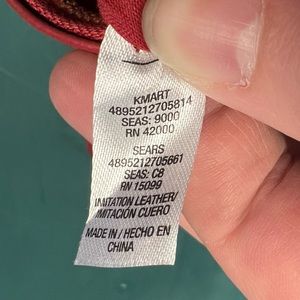 KMART
4895212705814
SEAS: 9000
RN 42000
SEARS
4895212705661
SEAS: C8
RN 15099
IMITATION LEATHER/
IMITACIÓN CUERO
MADE IN / HECHO EN
CHINA